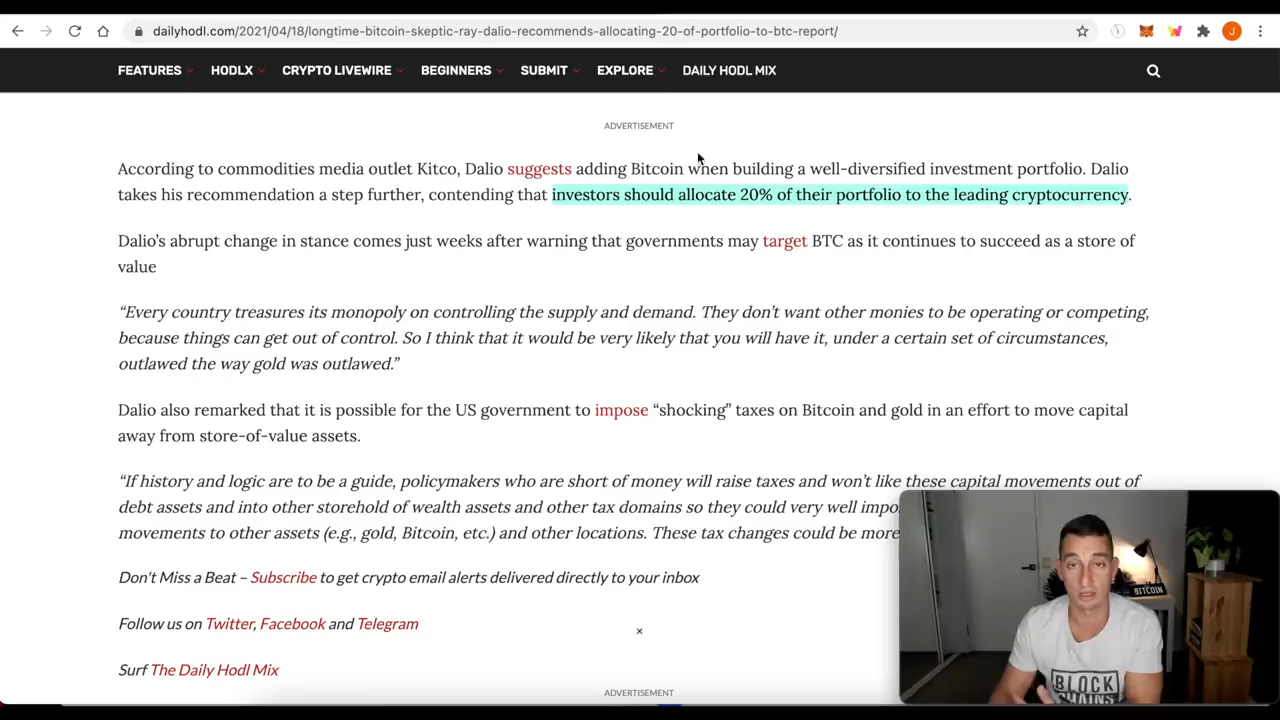 dailyhodl.com/2021/04/18/longtime-bitcoin-skeptic-ray-dalio-recommends-allocating-20-of-portfolio-to-btc-report/
J
FEATURES HODLX CRYPTO LIVEWIRE BEGINNERS SUBMIT EXPLORE DAILY HODL MIX
ADVERTISEMENT
According to commodities media outlet Kitco, Dalio suggests adding Bitcoin when building a well-diversified investment portfolio. Dalio
takes his recommendation a step further, contending that investors should allocate 20% of their portfolio to the leading cryptocurrency.
Dalio’s abrupt change in stance comes just weeks after warning that governments may target BTC as it continues to succeed as a store of
value
“Every country treasures its monopoly on controlling the supply and demand. They don’t want other monies to be operating or competing,
because things can get out of control. So I think that it would be very likely that you will have it, under a certain set of circumstances,
outlawed the way gold was outlawed.”
Dalio also remarked that it is possible for the US government to impose “shocking” taxes on Bitcoin and gold in an effort to move capital
away from store-of-value assets.
“If history and logic are to be a guide, policymakers who are short of money will raise taxes and won’t like these capital movements out of
debt assets and into other storehold of wealth assets and other tax domains so they could very well
movements to other assets (e.g., gold, Bitcoin, etc.) and other locations. These tax changes could be more
Don't Miss a Beat – Subscribe to get crypto email alerts delivered directly to your inbox
BITCOIN
Follow us on Twitter, Facebook and Telegram
Surf The Daily Hodl Mix
BLOCK
CHAINS
ADVERTISEMENT